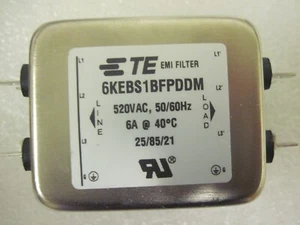 TE EMI FILTER
6KEBS1BFPDDM
520VAC, 50/60Hz
6A @ 40°C
25/85/21
LINE
LOAD
L1
L2
L3
L1'
L2'
L3'